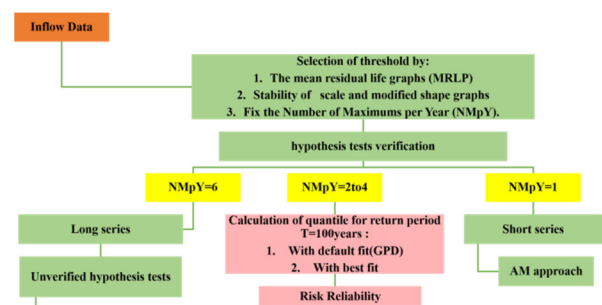 Inflow Data
Selection of threshold by:
1. The mean residual life graphs (MRLP)
2. Stability of scale and modified shape graphs
3. Fix the Number of Maximums per Year (NMpY).
hypothesis tests verification
NMpY=6
NMpY=2to4
NMpY=1
Long series
Calculation of quantile for return period
T=100years :
1. With default fit(GPD)
2. With best fit
Short series
Unverified hypothesis tests
AM approach
Risk Reliability